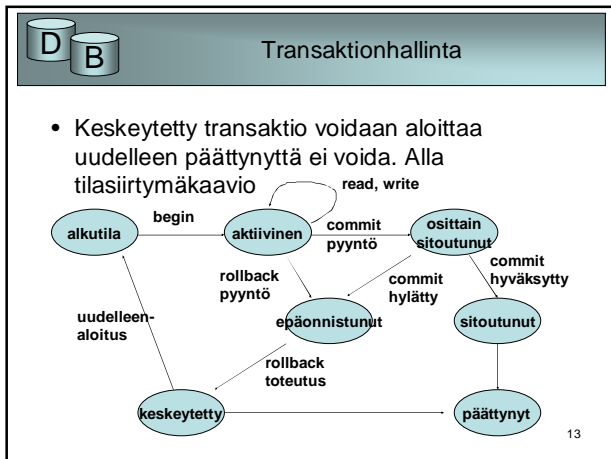 D B
Transaktionhallinta
• Keskeytetty transaktio voidaan aloittaa
uudelleen päättynyttä ei voida. Alla
tilasiirtymäkaavio
read, write
begin
alkutila
aktiivinen
commit
pyyntö
osittain
sitoutunut
rollback
pyyntö
commit
hylätty
commit
hyväksytty
uudelleen-
aloitus
epäonnistunut
sitoutunut
rollback
toteutus
keskeytetty
päättynyt
13